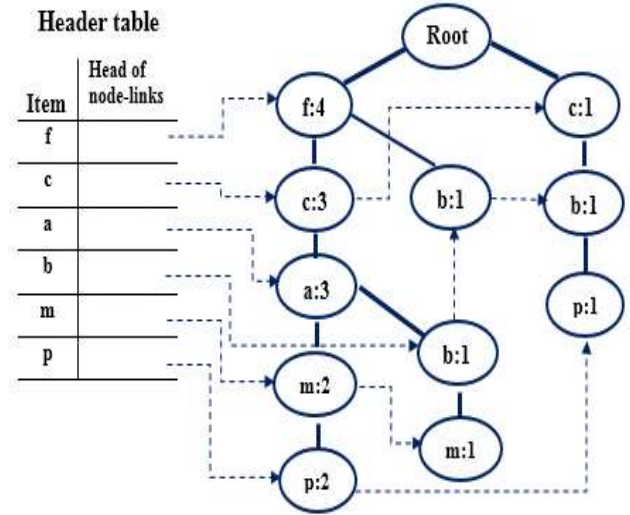 Header table
Root
Head of
node-links
Item
f:4
c:1
f
c
c:3
b:1
b:1
a
a:3
b
p:1
m
b:1
p
m:2
m:1
p:2